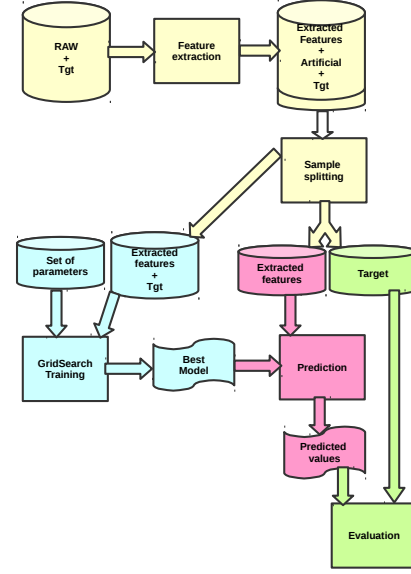 RAW
+
Tgt
Feature
extraction
Extracted
Features
+
Artificial
+
Tgt
Sample
splitting
Set of
parameters
Extracted
features
+
Tgt
Extracted
features
Target
GridSearch
Training
Best
Model
Prediction
Predicted
values
Evaluation